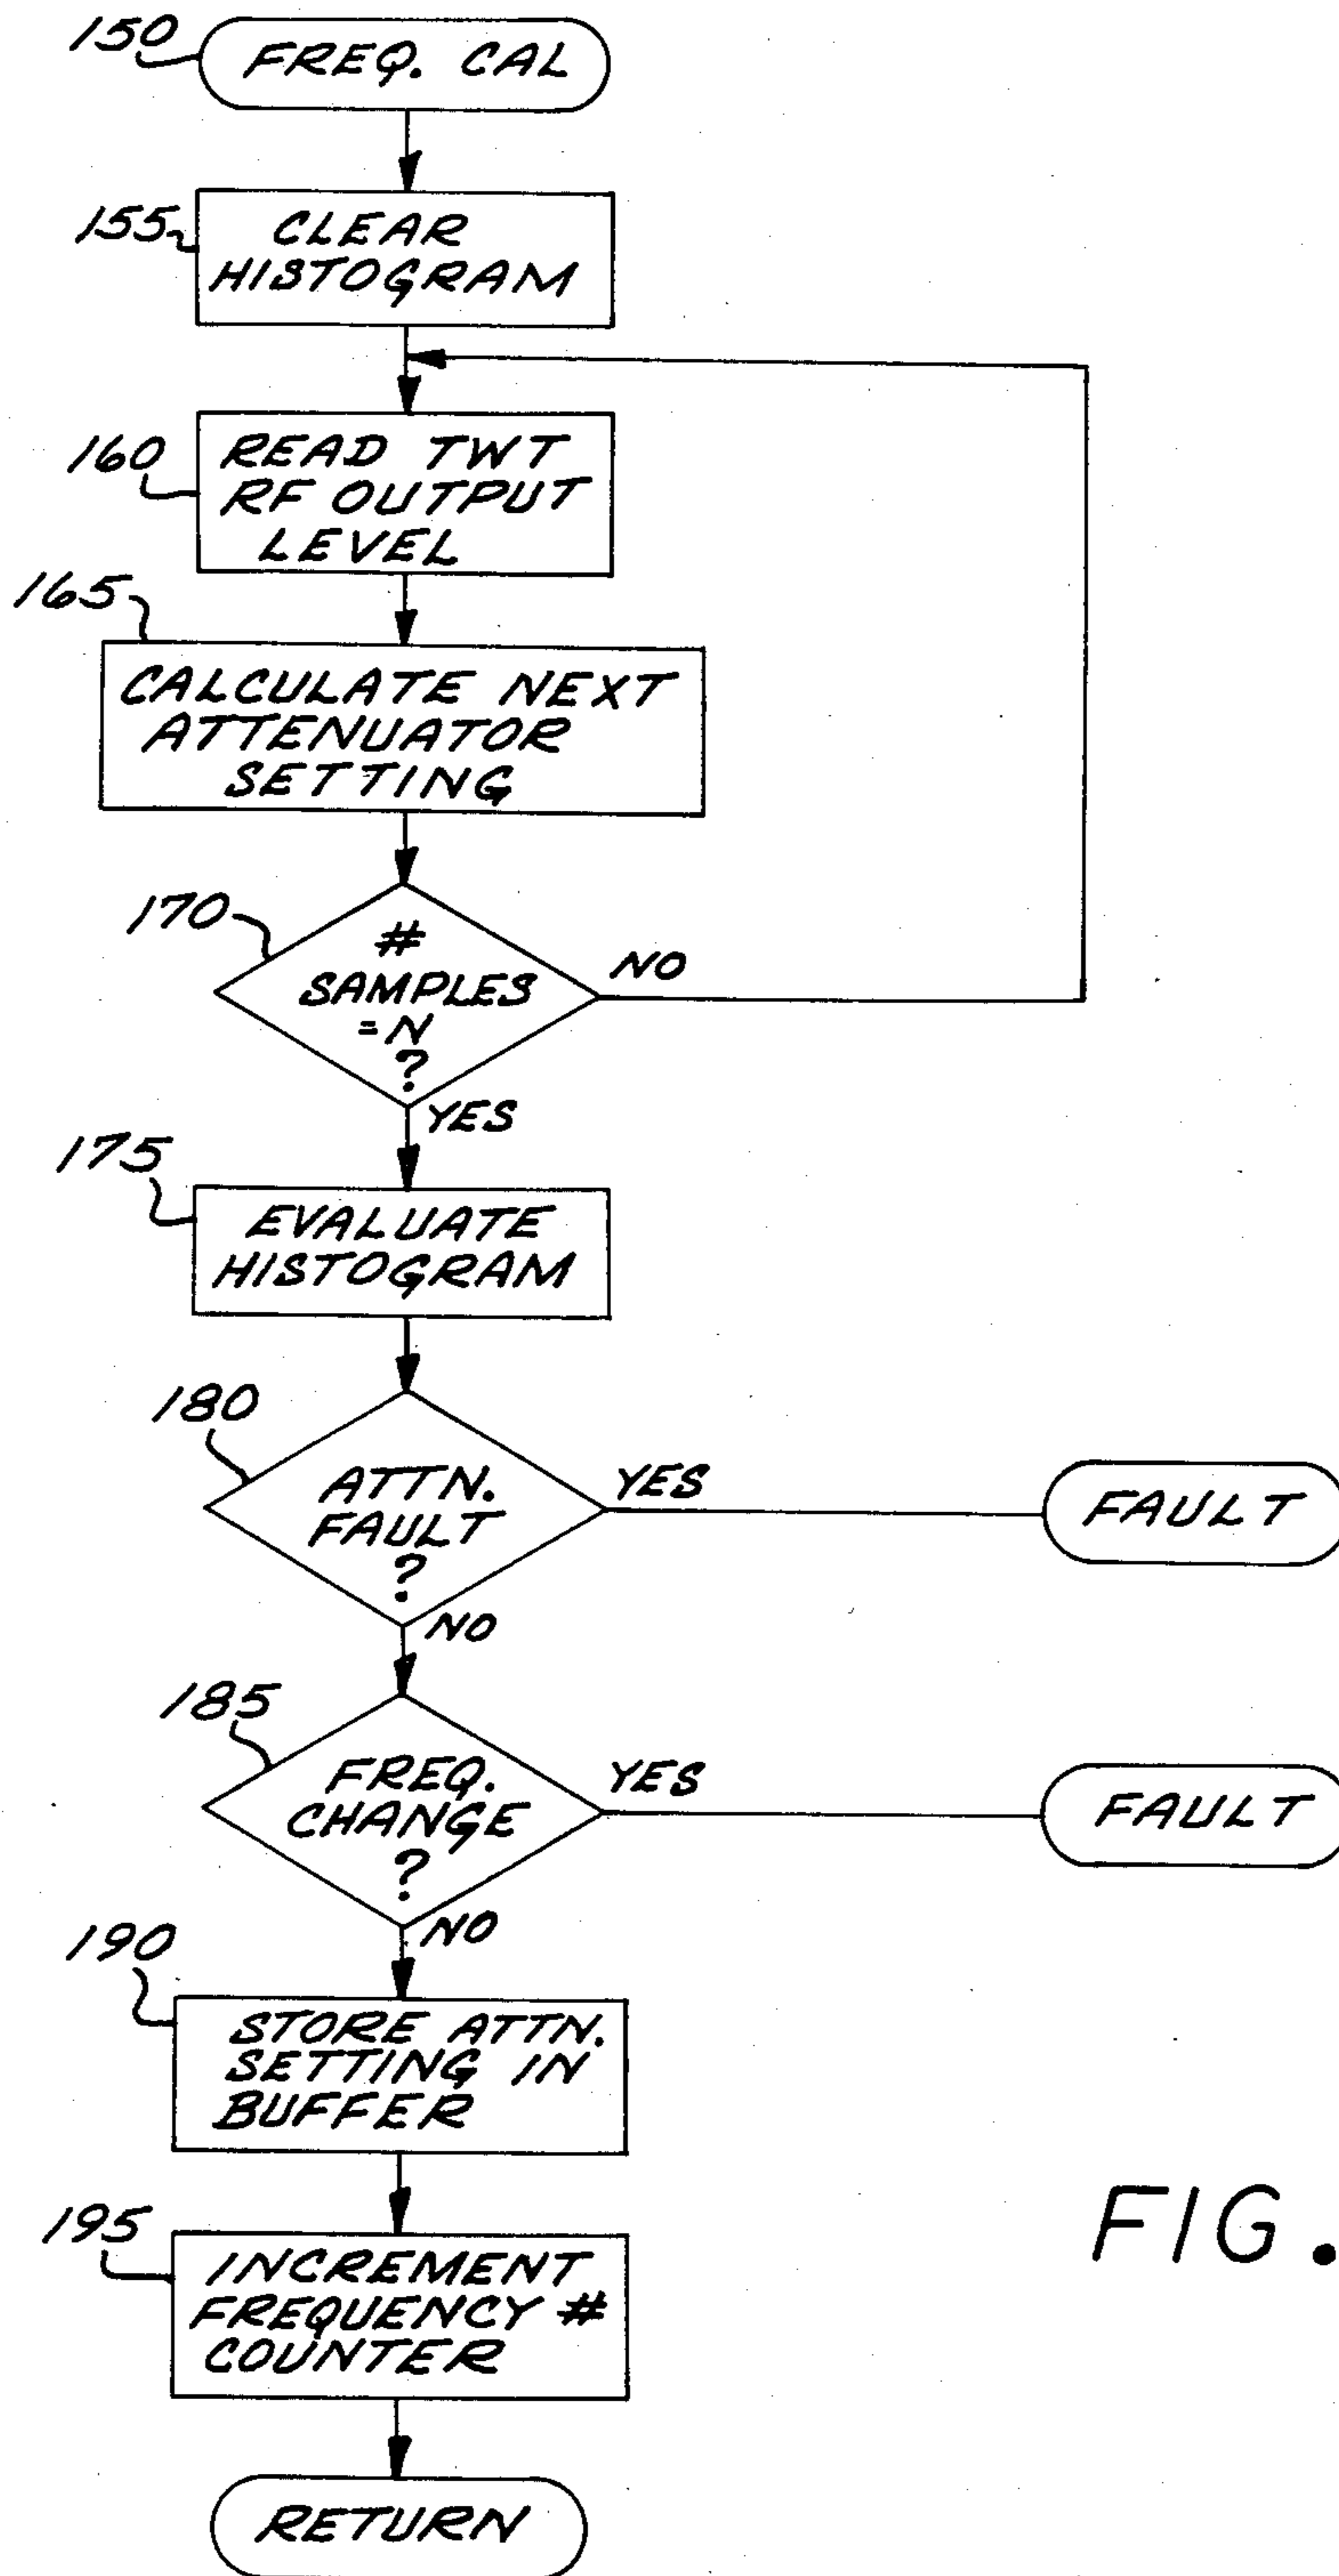 150
FREQ. CAL
155
CLEAR
HISTOGRAM
160
READ TWT
RF OUTPUT
LEVEL
165
CALCULATE NEXT
ATTENUATOR
SETTING
170
#
SAMPLES
=N
?
NO
YES
175
EVALUATE
HISTOGRAM
180
ATTN.
FAULT
?
YES
FAULT
NO
185
FREQ.
CHANGE
?
YES
FAULT
NO
190
STORE ATTN.
SETTING IN
BUFFER
195
INCREMENT
FREQUENCY #
COUNTER
FIG.
RETURN